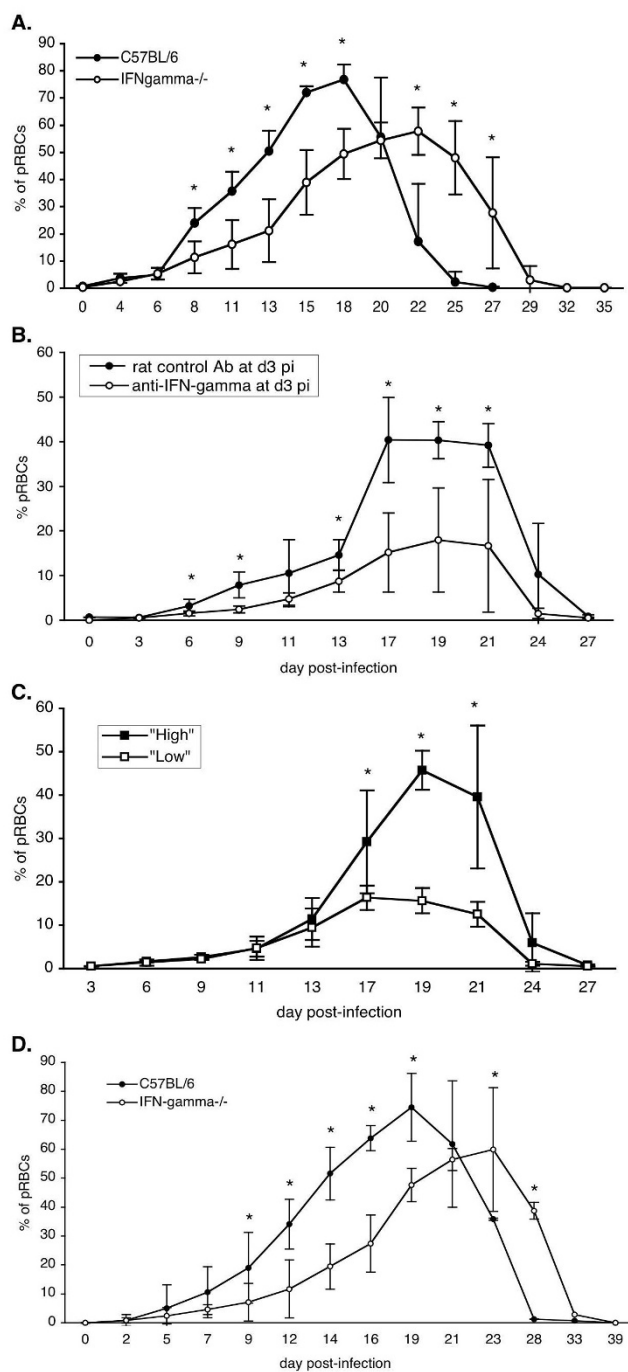 A.
90
80
70
60
50
40
30
20
10
0
% of pRBCs
C57BL/6
IFNgamma-/-
* * * * * * * * *
0 4 6 8 11 13 15 18 20 22 25 27 29 32 35
B.
60
50
40
30
20
10
0
% pRBCs
rat control Ab at d3 pi
anti-IFN-gamma at d3 pi
* * * * * *
0 3 6 9 11 13 17 19 21 24 27
day post-infection
C.
60
50
40
30
20
10
0
% of pRBCs
"High"
"Low"
* * *
3 6 9 11 13 17 19 21 24 27
day post-infection
D.
90
80
70
60
50
40
30
20
10
0
% of pRBCs
C57BL/6
IFN-gamma-/-
* * * * * * *
0 2 5 7 9 12 14 16 19 21 23 28 33 39
day post-infection